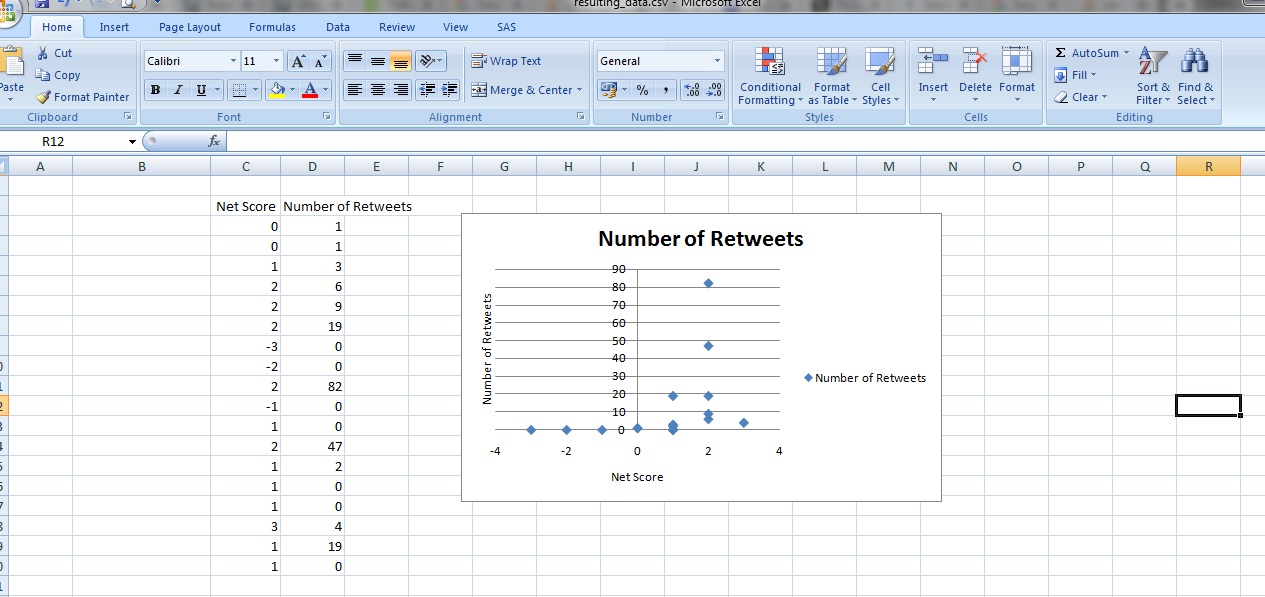 resulting_data.csv - Microsoft Excel
Home Insert Page Layout Formulas Data Review View SAS
Cut Calibri 11 A A Wrap Text General AutoSum
Copy Fill
Paste Format Painter B I U A Merge & Center % , .00 .0 Conditional Formatting Format as Table Cell Styles Insert Delete Format Clear Sort & Filter Find & Select
Clipboard Font Alignment Number Styles Cells Editing
R12 fx
A B C D E F G H I J K L M N O P Q R
Net Score Number of Retweets
0 1
0 1
1 3
2 6
2 9
2 19
-3 0
-2 0
2 82
-1 0
1 0
2 47
1 2
1 0
1 0
3 4
1 19
1 0
Number of Retweets
90
80
70
60
50
40
30
20
10
0
-4 -2 0 2 4
Net Score
Number of Retweets
Number of Retweets